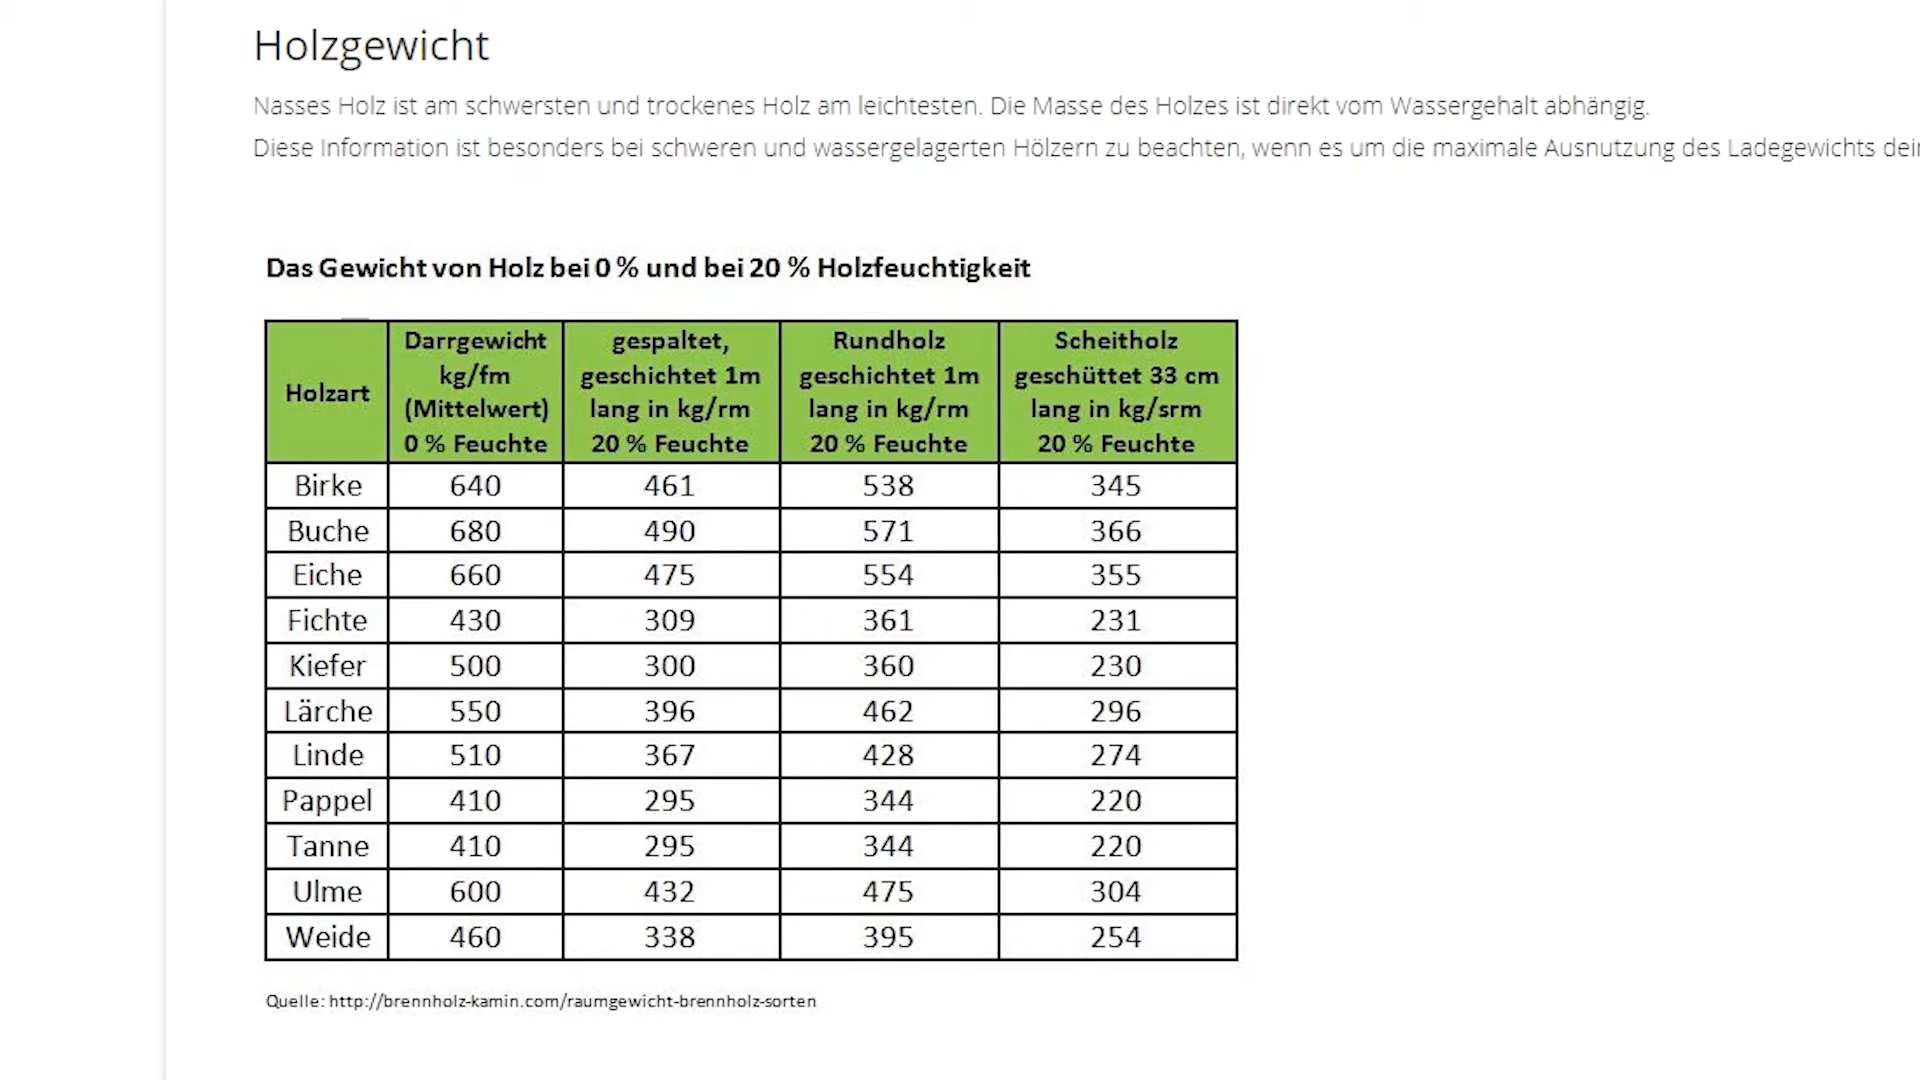 Holzgewicht
Nasses Holz ist am schwersten und trockenes Holz am leichtesten. Die Masse des Holzes ist direkt vom Wassergehalt abhängig.
Diese Information ist besonders bei schweren und wassergelagerten Hölzern zu beachten, wenn es um die maximale Ausnutzung des Ladegewichts
Das Gewicht von Holz bei 0 % und bei 20 % Holzfeuchtigkeit
Holzart
Darrgewicht
kg/fm
(Mittelwert)
0 % Feuchte
gespaltet,
geschichtet 1m
lang in kg/rm
20 % Feuchte
Rundholz
geschichtet 1m
lang in kg/rm
20 % Feuchte
Scheitholz
geschüttet 33 cm
lang in kg/srm
20 % Feuchte
Birke 640 461 538 345
Buche 680 490 571 366
Eiche 660 475 554 355
Fichte 430 309 361 231
Kiefer 500 300 360 230
Lärche 550 396 462 296
Linde 510 367 428 274
Pappel 410 295 344 220
Tanne 410 295 344 220
Ulme 600 432 475 304
Weide 460 338 395 254
Quelle: http://brennholz-kamin.com/raumgewicht-brennholz-sorten